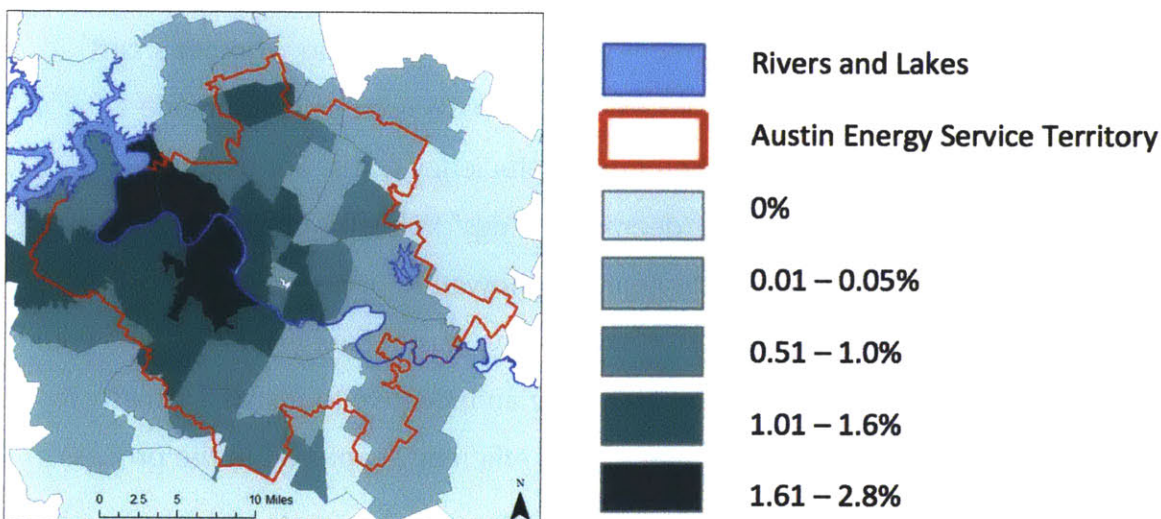 Rivers and Lakes
Austin Energy Service Territory
0%
0.01 – 0.05%
0.51 – 1.0%
1.01 – 1.6%
1.61 – 2.8%
0 2.5 5 10 Miles
N